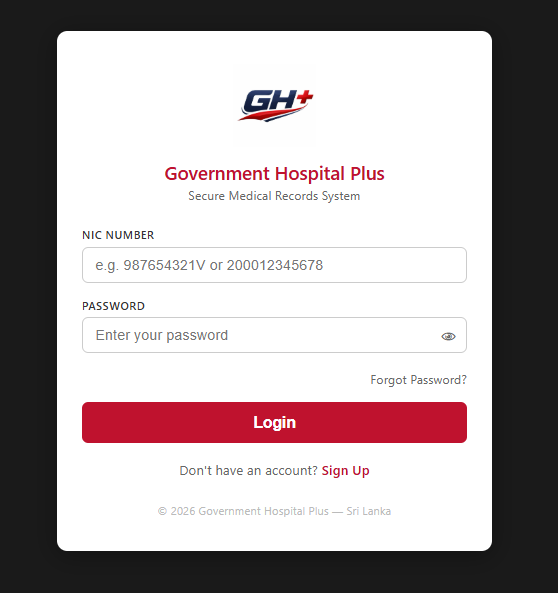 GH+
Government Hospital Plus
Secure Medical Records System
NIC NUMBER
e.g. 987654321V or 200012345678
PASSWORD
Enter your password
Forgot Password?
Login
Don't have an account? Sign Up
© 2026 Government Hospital Plus — Sri Lanka